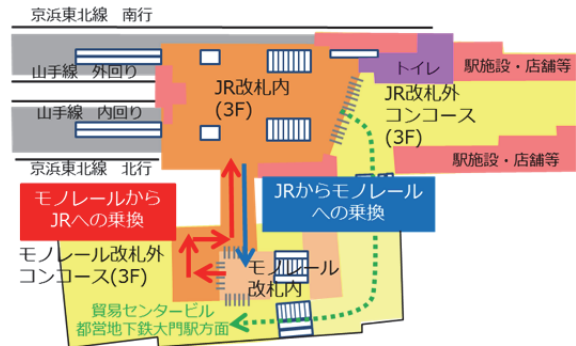 京浜東北線　南行
山手線　外回り
山手線　内回り
京浜東北線　北行
JR改札内
(3F)
トイレ
駅施設・店舗等
JR改札外
コンコース
(3F)
駅施設・店舗等
モノレールから
JRへの乗換
JRからモノレール
への乗換
モノレール改札外
コンコース(3F)
モノレール
改札内
貿易センタービル
都営地下鉄大門駅方面